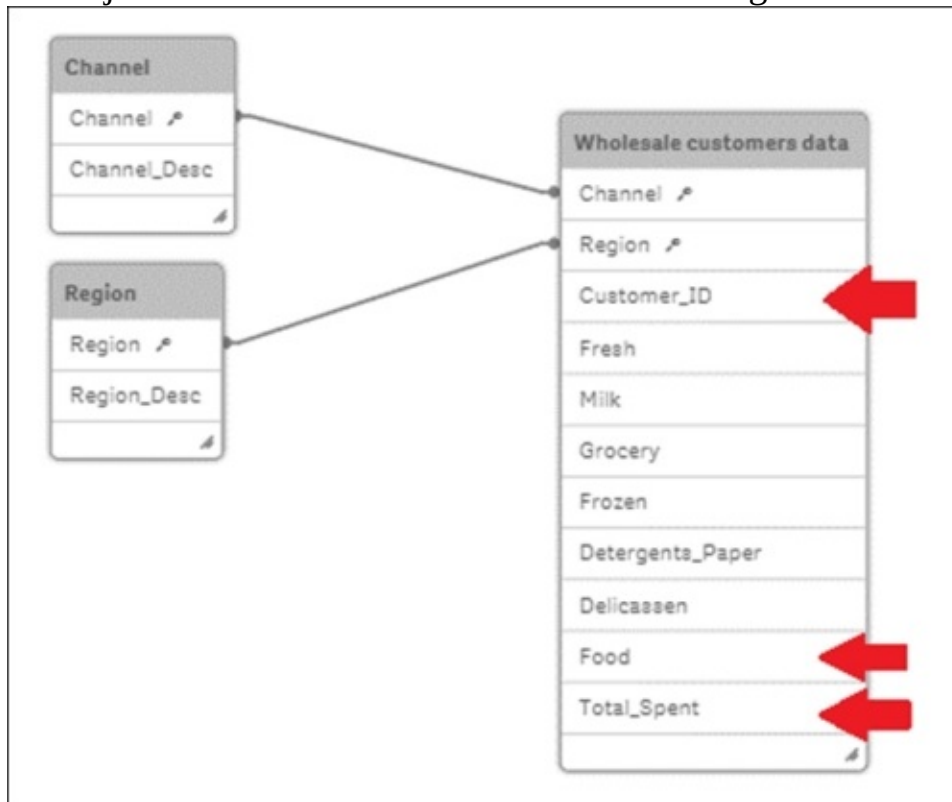 Channel
Channel
Channel_Desc
Region
Region
Region_Desc
Wholesale customers data
Channel
Region
Customer_ID
Fresh
Milk
Grocery
Frozen
Detergents_Paper
Delicassen
Food
Total_Spent